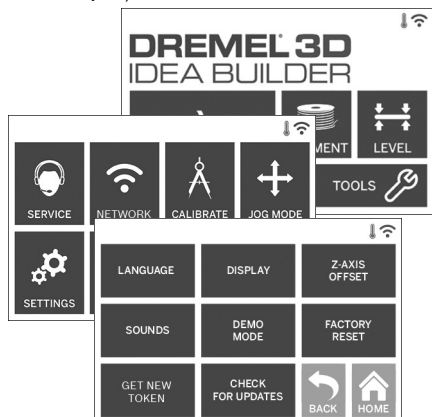 DREMEL 3D
IDEA BUILDER
MENT
LEVEL
TOOLS
SERVICE
NETWORK
CALIBRATE
JOG MODE
SETTINGS
LANGUAGE
DISPLAY
Z-AXIS
OFFSET
SOUNDS
DEMO
MODE
FACTORY
RESET
GET NEW
TOKEN
CHECK
FOR UPDATES
BACK
HOME